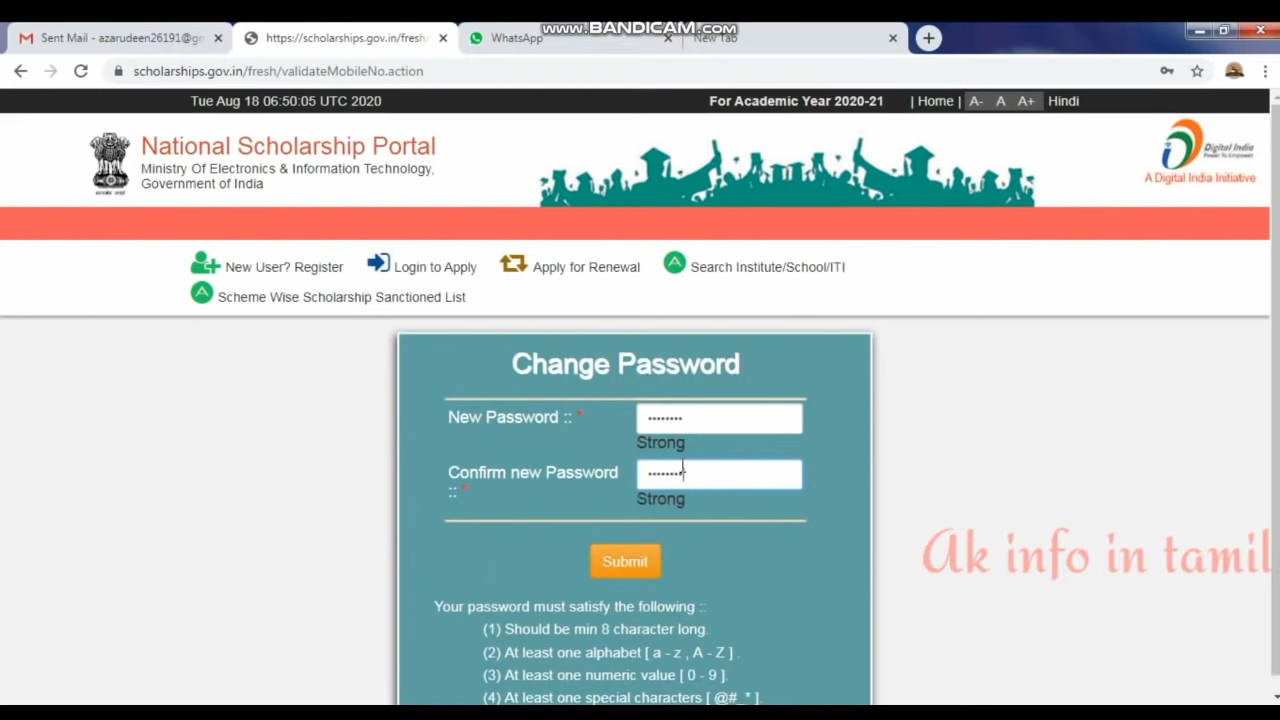 www.BANDICAM.com
Sent Mail - azarudeen26191@g
https://scholarships.gov.in/fresh
WhatsApp
New Tab
scholarships.gov.in/fresh/validateMobileNo.action
Tue Aug 18 06:50:05 UTC 2020
For Academic Year 2020-21 | Home | A- A A+ Hindi
National Scholarship Portal
Ministry Of Electronics & Information Technology,
Government of India
Digital India
Power To Empower
A Digital India Initiative
New User? Register Login to Apply Apply for Renewal Search Institute/School/ITI
Scheme Wise Scholarship Sanctioned List
Change Password
New Password :: *
Strong
Confirm new Password
:: *
Strong
Submit
Ak info in tamil
Your password must satisfy the following ::
(1) Should be min 8 character long.
(2) At least one alphabet [ a - z , A - Z ] .
(3) At least one numeric value [ 0 - 9 ].
(4) At least one special characters [ @#_* ].